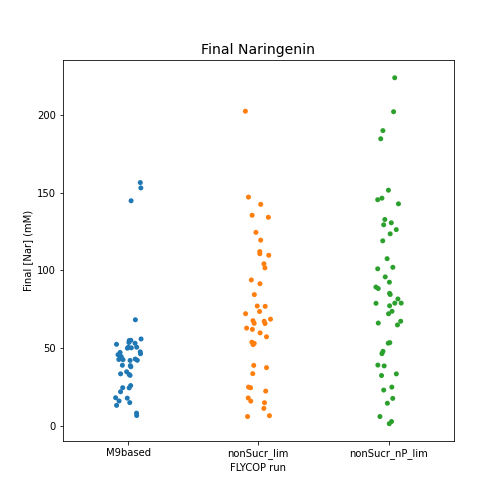 Final Naringenin
Final [Nar] (mM)
200
150
100
50
0
M9based
nonSucr_lim
nonSucr_nP_lim
FLYCOP run